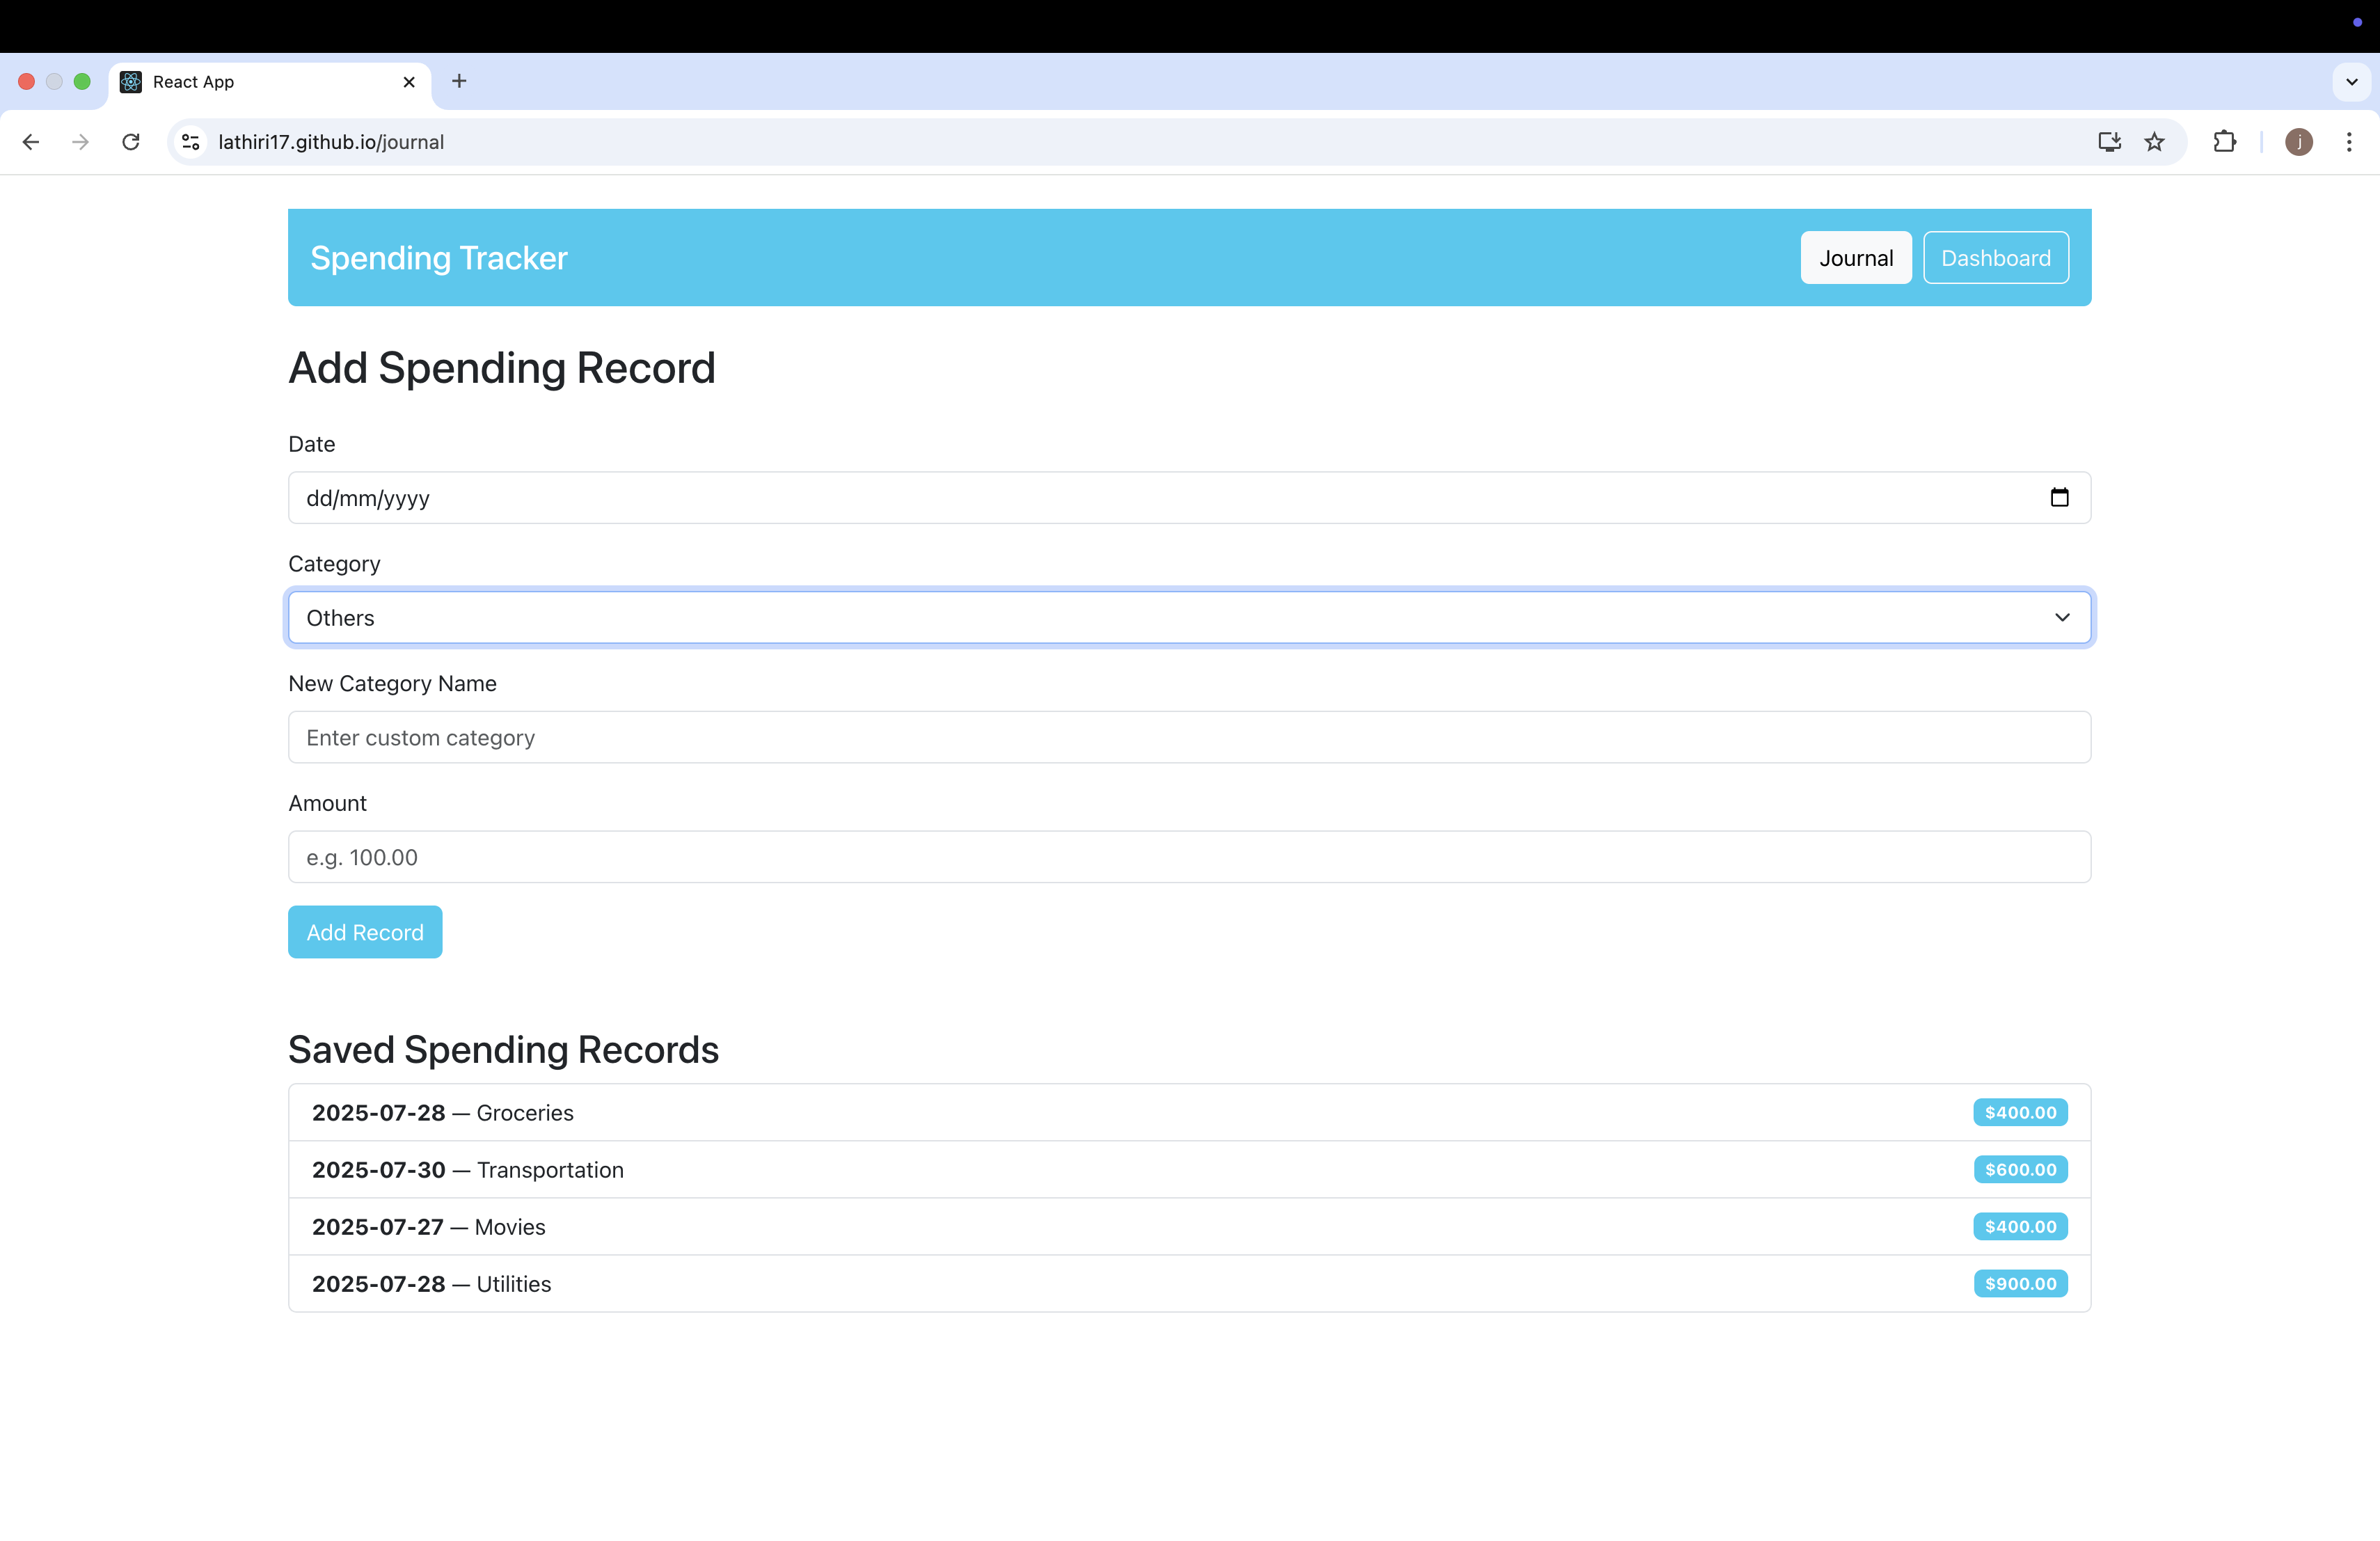 React App
lathiri17.github.io/journal
j
Spending Tracker
Journal
Dashboard
Add Spending Record
Date
dd/mm/yyyy
Category
Others
New Category Name
Enter custom category
Amount
e.g. 100.00
Add Record
Saved Spending Records
2025-07-28 — Groceries $400.00
2025-07-30 — Transportation $600.00
2025-07-27 — Movies $400.00
2025-07-28 — Utilities $900.00